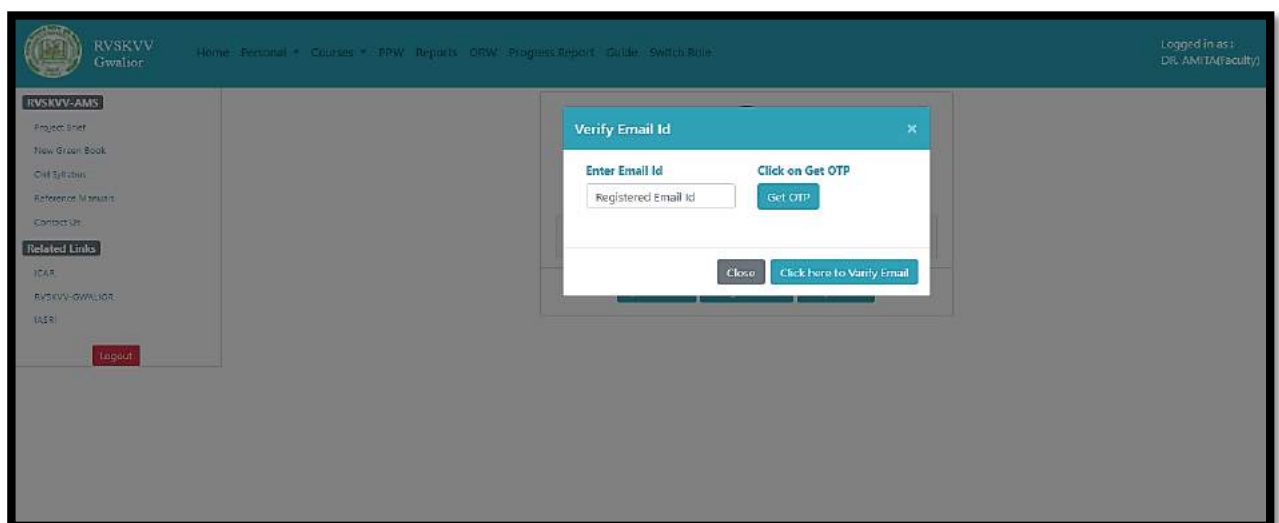 RVSKVV
Gwalior
Home Personal Courses PPW Reports ORW Progress Report Guide Switch Role
Logged in as :
DR. AMITA(Faculty)
RVSKVV-AMS
Project Brief
New Green Book
Old Syllabus
Reference Manuals
Contact Us
Related Links
ICAR
RVSKVV-GWALIOR
IASRI
Logout
Verify Email Id ×
Enter Email Id Click on Get OTP
Registered Email Id Get OTP
Close Click here to Varify Email